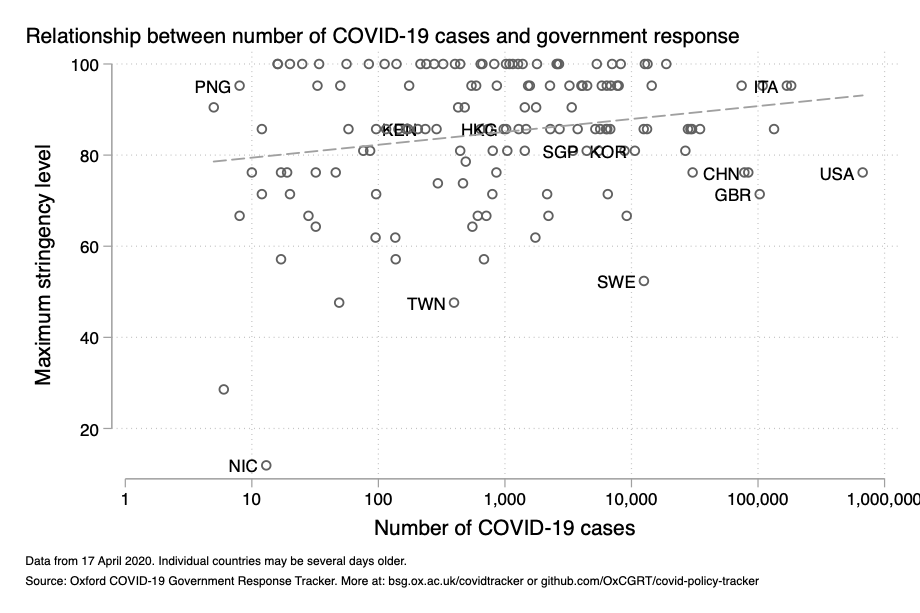 Relationship between number of COVID-19 cases and government response
Maximum stringency level
100
80
60
40
20
PNG
ITA
KEN
HKG
SGP
KOR
CHN
USA
GBR
SWE
TWN
NIC
1
10
100
1,000
10,000
100,000
1,000,000
Number of COVID-19 cases
Data from 17 April 2020. Individual countries may be several days older.
Source: Oxford COVID-19 Government Response Tracker. More at: bsg.ox.ac.uk/covidtracker or github.com/OxCGRT/covid-policy-tracker